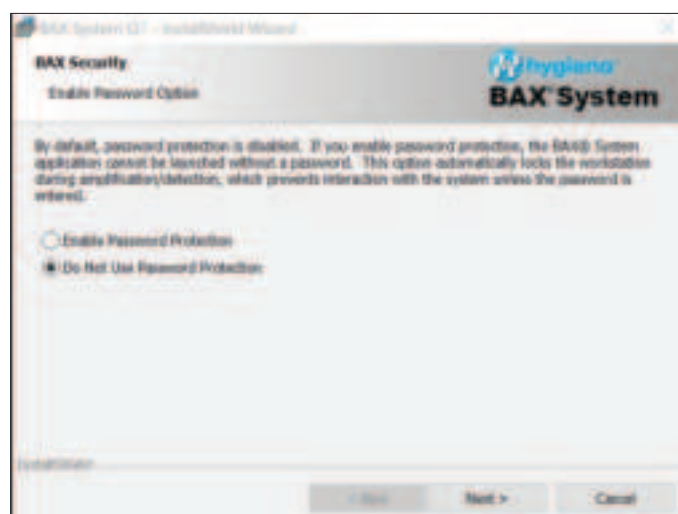 BAX System Q7 - InstallShield Wizard
BAX Security
Enable Password Option
hygiena
BAX® System
By default, password protection is disabled. If you enable password protection, the BAX® System
application cannot be launched without a password. This option automatically locks the workstation
during amplification/detection, which prevents interaction with the system unless the password is
entered.
Enable Password Protection
Do Not Use Password Protection
InstallShield
< Back
Next >
Cancel